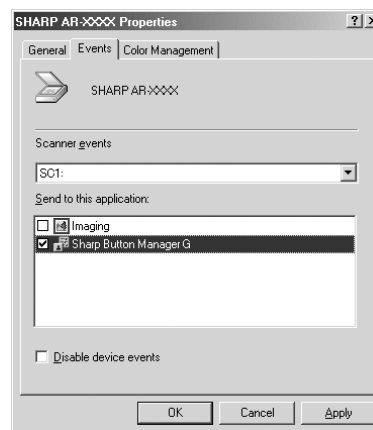 SHARP AR-XXXX Properties
General Events Color Management
SHARP AR-XXXX
Scanner events
SC1:
Send to this application:
Imaging
Sharp Button Manager G
Disable device events
OK Cancel Apply